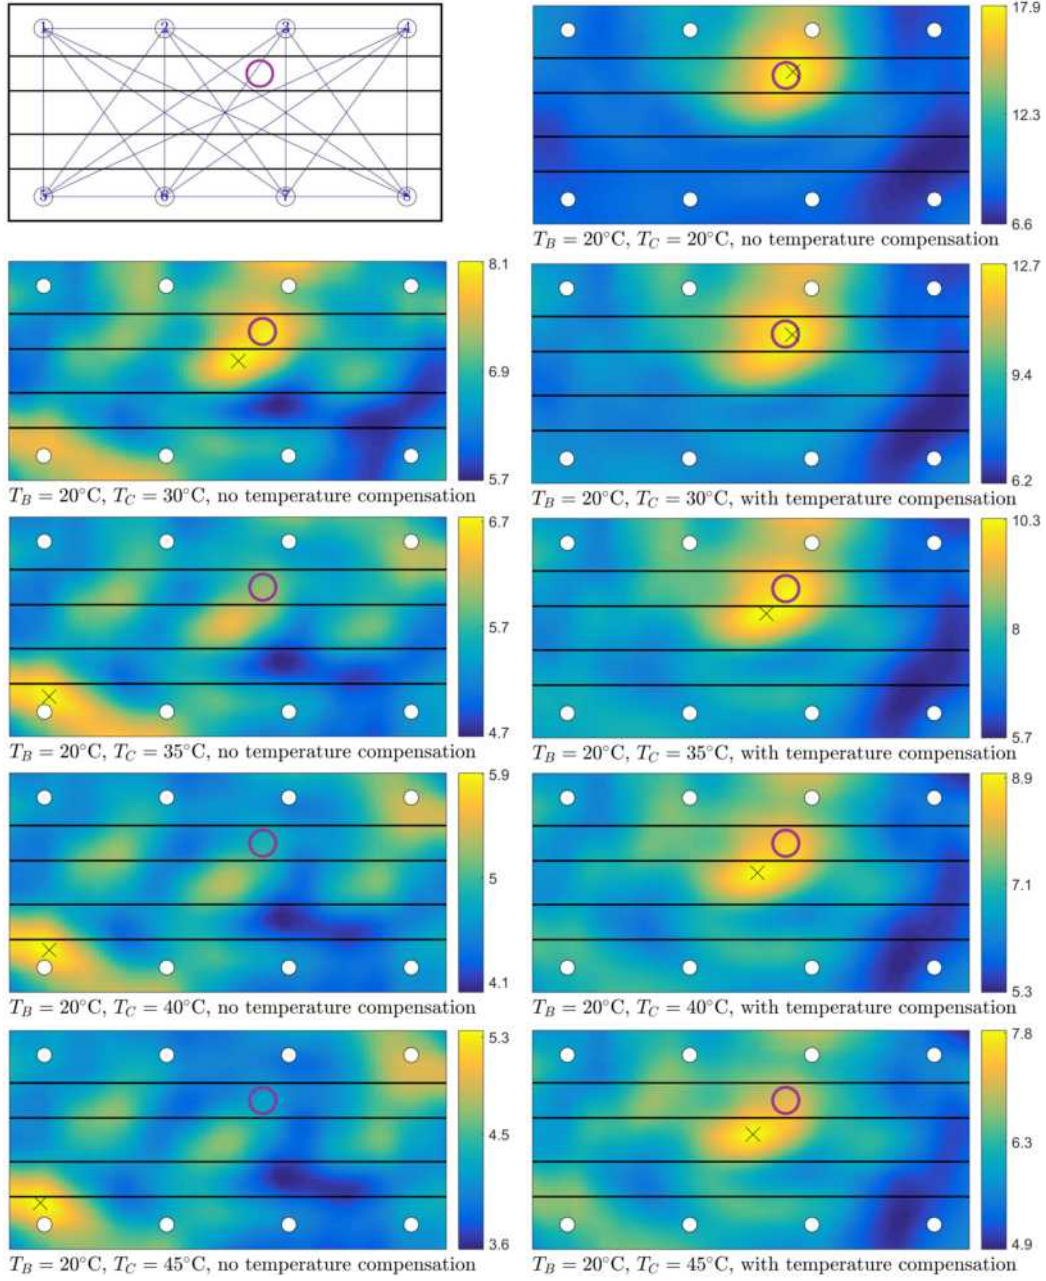 1 2 3 4
5 6 7 8
17.9
12.3
6.6
T_B = 20°C, T_C = 20°C, no temperature compensation
8.1
6.9
5.7
T_B = 20°C, T_C = 30°C, no temperature compensation
12.7
9.4
6.2
T_B = 20°C, T_C = 30°C, with temperature compensation
6.7
5.7
4.7
T_B = 20°C, T_C = 35°C, no temperature compensation
10.3
8
5.7
T_B = 20°C, T_C = 35°C, with temperature compensation
5.9
5
4.1
T_B = 20°C, T_C = 40°C, no temperature compensation
8.9
7.1
5.3
T_B = 20°C, T_C = 40°C, with temperature compensation
5.3
4.5
3.6
T_B = 20°C, T_C = 45°C, no temperature compensation
7.8
6.3
4.9
T_B = 20°C, T_C = 45°C, with temperature compensation